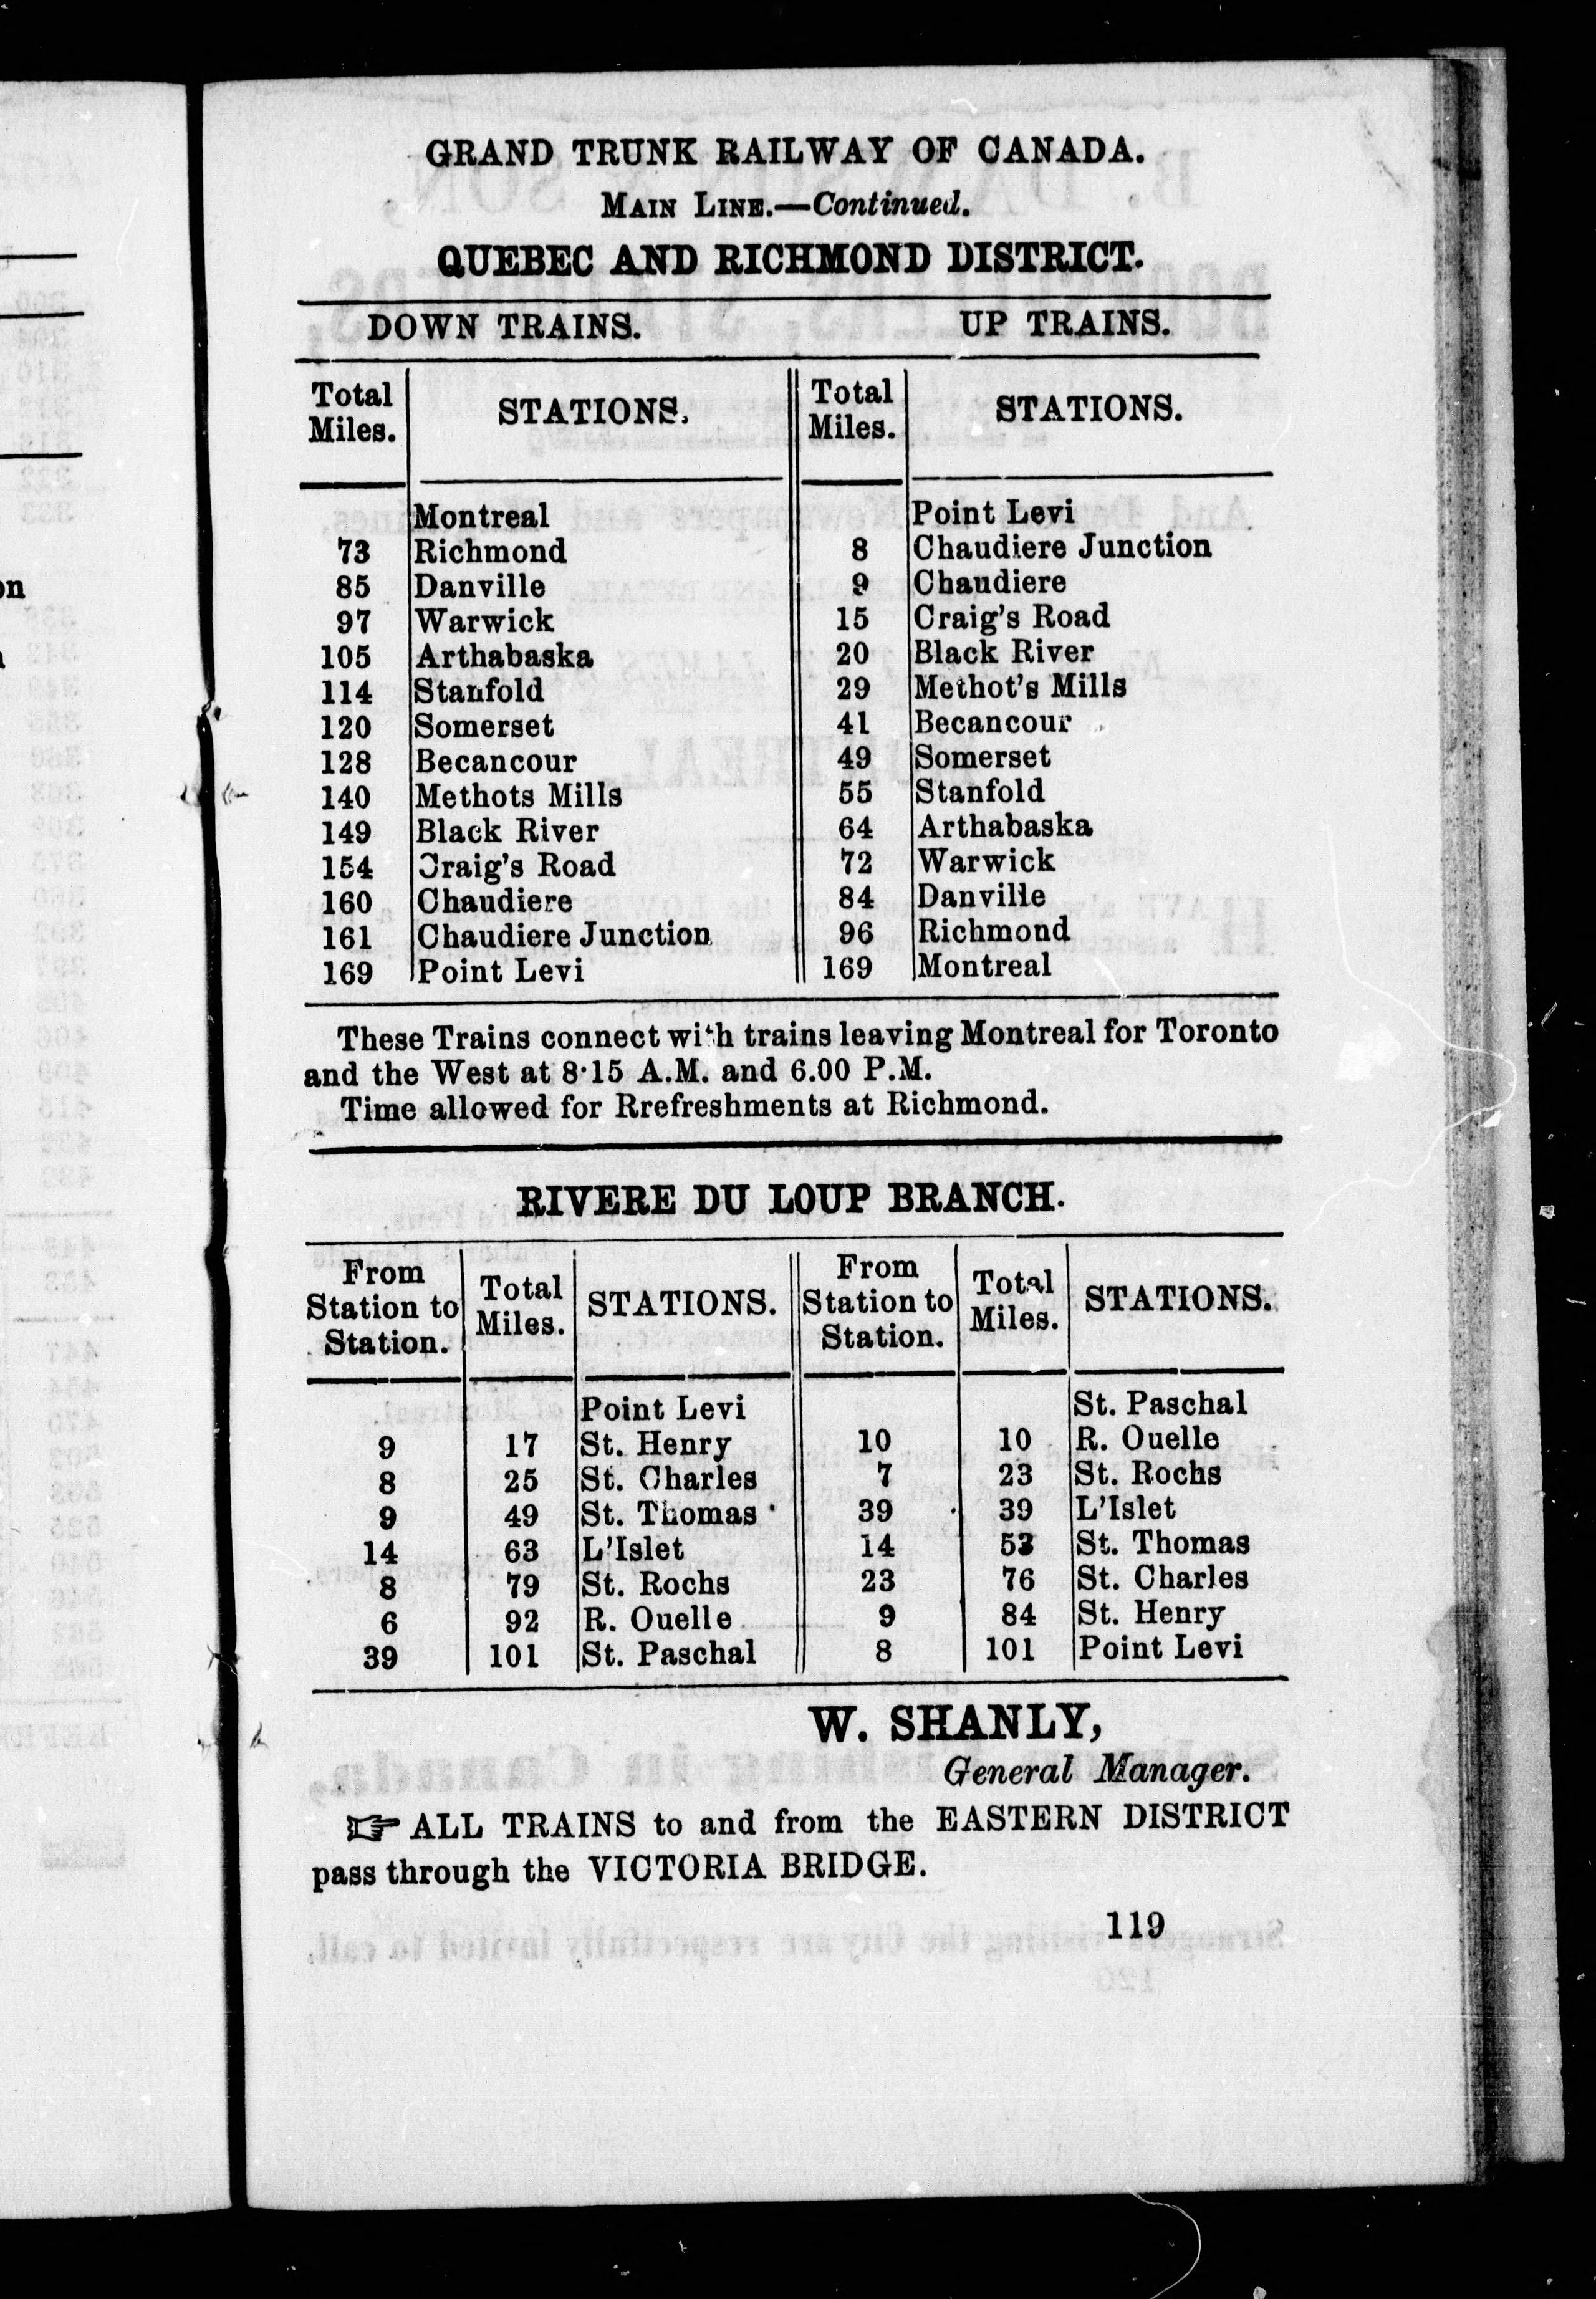 GRAND TRUNK RAILWAY OF CANADA.
MAIN LINE.—Continued.
QUEBEC AND RICHMOND DISTRICT.
DOWN TRAINS. UP TRAINS.
Total Miles. STATIONS. Total Miles. STATIONS.
Montreal Point Levi
73 Richmond 8 Chaudiere Junction
85 Danville 9 Chaudiere
97 Warwick 15 Craig's Road
105 Arthabaska 20 Black River
114 Stanfold 29 Methot's Mills
120 Somerset 41 Becancour
128 Becancour 49 Somerset
140 Methots Mills 55 Stanfold
149 Black River 64 Arthabaska
154 Craig's Road 72 Warwick
160 Chaudiere 84 Danville
161 Chaudiere Junction 96 Richmond
169 Point Levi 169 Montreal
These Trains connect with trains leaving Montreal for Toronto
and the West at 8·15 A.M. and 6.00 P.M.
Time allowed for Rrefreshments at Richmond.
RIVERE DU LOUP BRANCH.
From Station to Station. Total Miles. STATIONS. From Station to Station. Total Miles. STATIONS.
Point Levi St. Paschal
9 17 St. Henry 10 10 R. Ouelle
8 25 St. Charles 7 23 St. Rochs
9 49 St. Thomas 39 39 L'Islet
14 63 L'Islet 14 53 St. Thomas
8 79 St. Rochs 23 76 St. Charles
6 92 R. Ouelle 9 84 St. Henry
39 101 St. Paschal 8 101 Point Levi
W. SHANLY,
General Manager.
☞ ALL TRAINS to and from the EASTERN DISTRICT
pass through the VICTORIA BRIDGE.
119